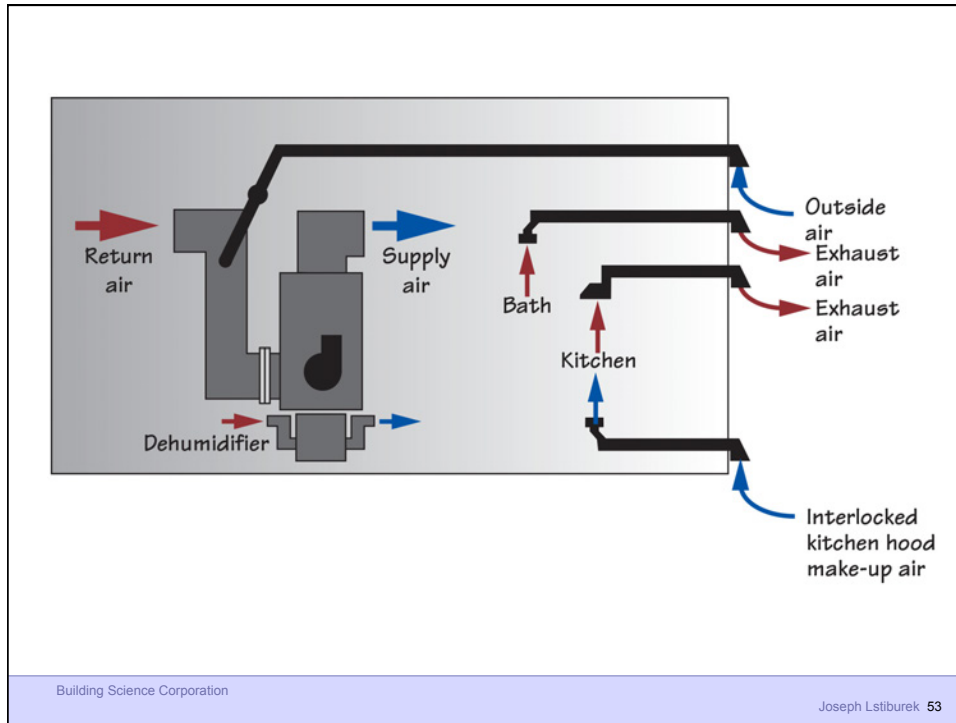 Return
air
Supply
air
Bath
Kitchen
Dehumidifier
Outside
air
Exhaust
air
Exhaust
air
Interlocked
kitchen hood
make-up air
Building Science Corporation
Joseph Lstiburek 53